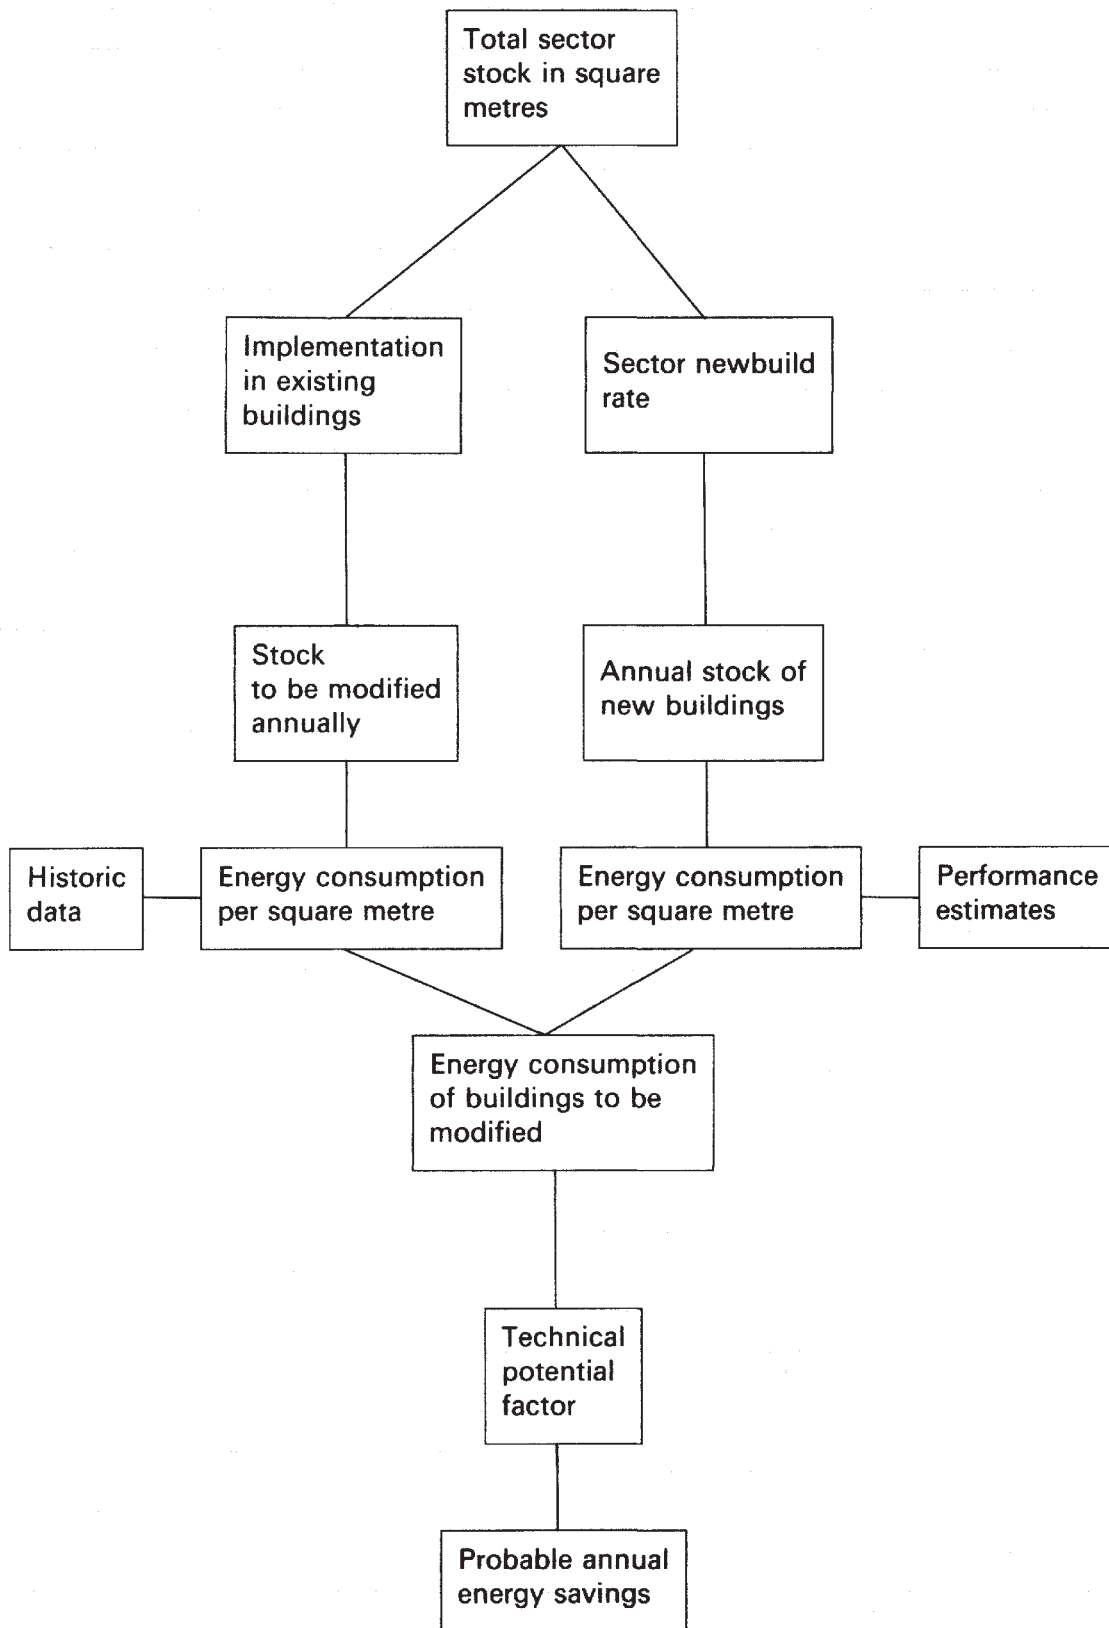 Total sector
stock in square
metres
Implementation
in existing
buildings
Sector newbuild
rate
Stock
to be modified
annually
Annual stock of
new buildings
Historic
data
Energy consumption
per square metre
Energy consumption
per square metre
Performance
estimates
Energy consumption
of buildings to be
modified
Technical
potential
factor
Probable annual
energy savings